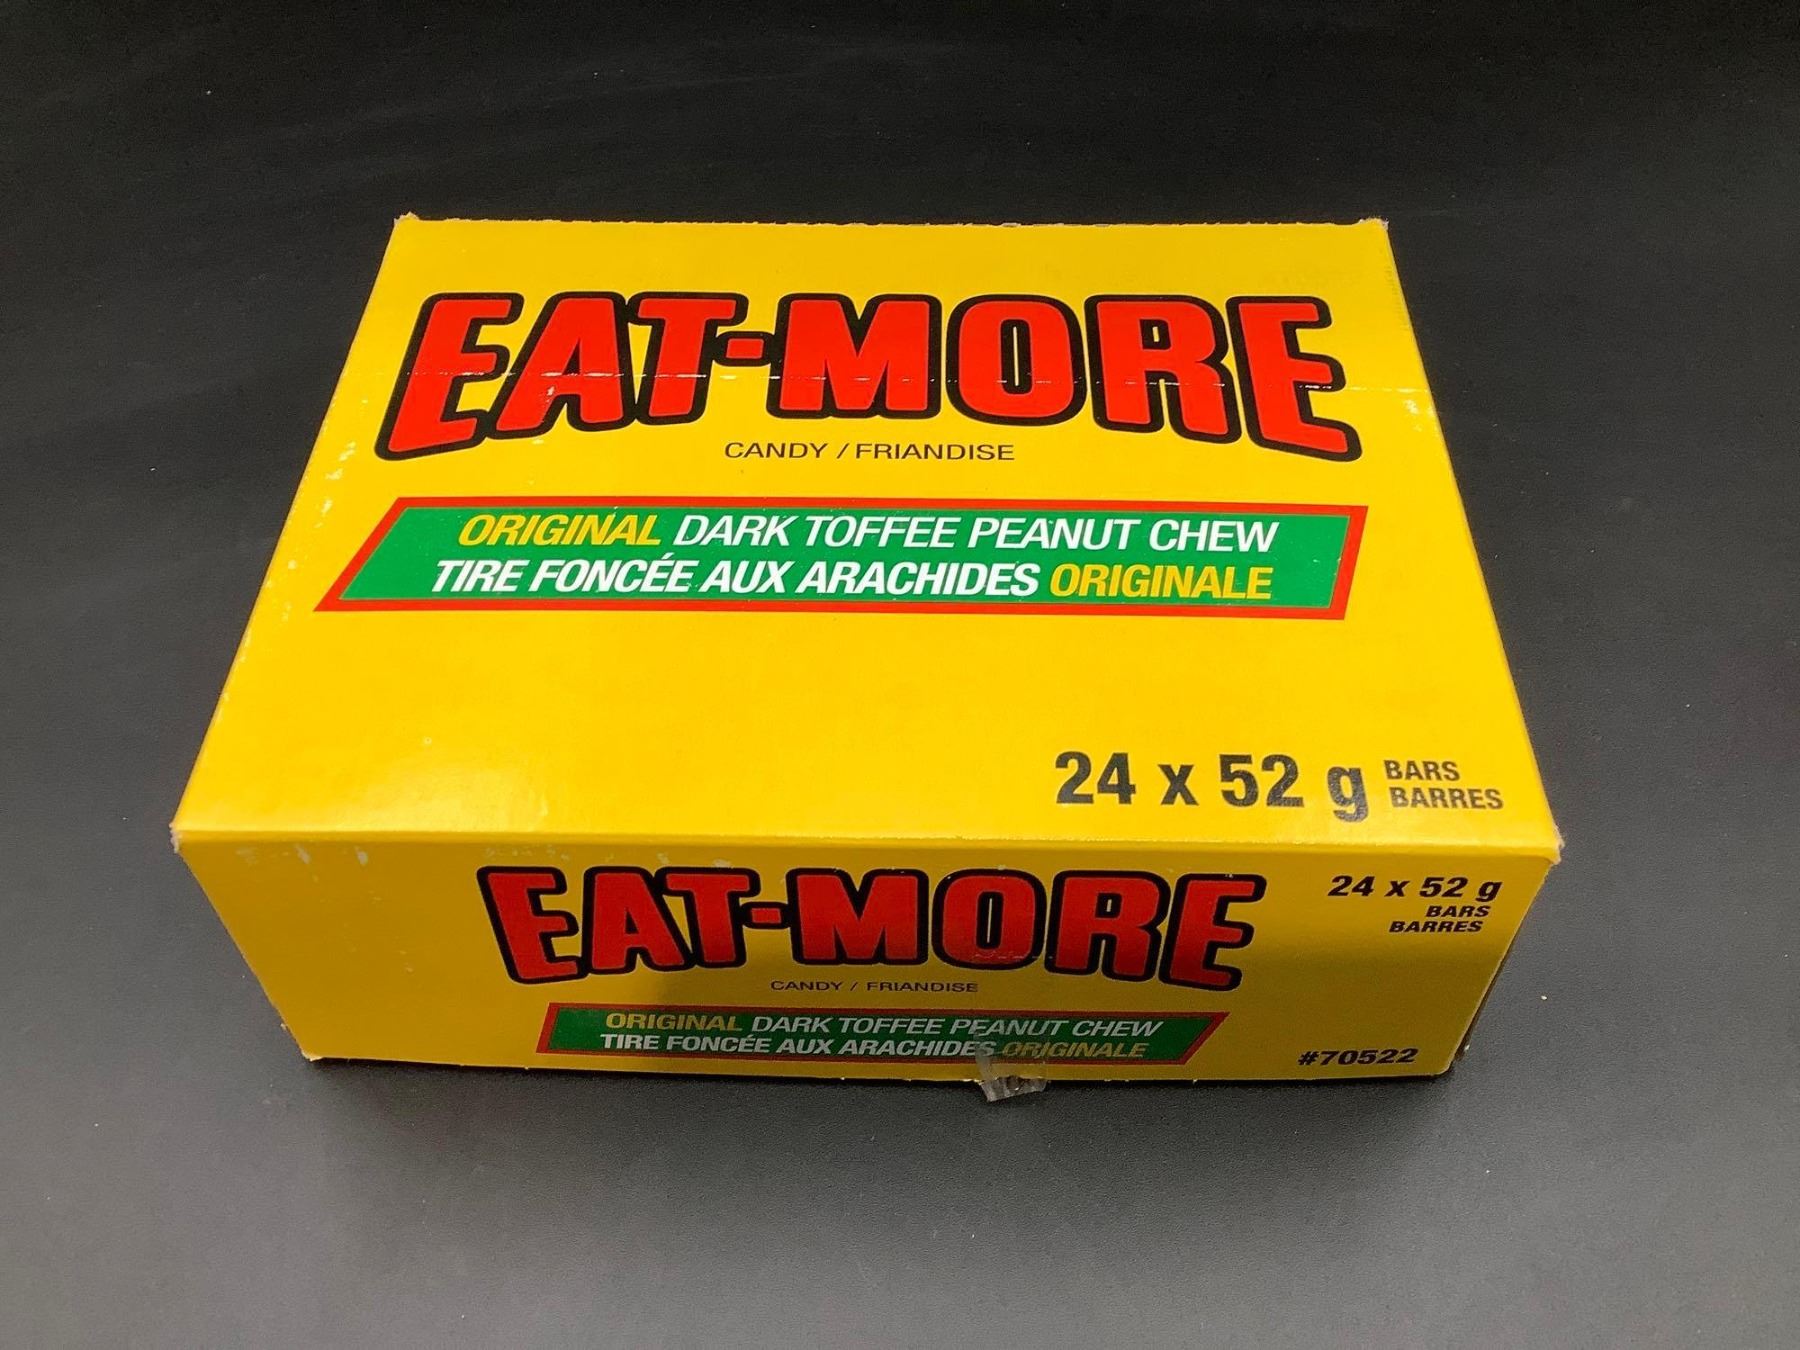 EAT-MORE
CANDY / FRIANDISE
ORIGINAL DARK TOFFEE PEANUT CHEW
TIRE FONCÉE AUX ARACHIDES ORIGINALE
24 x 52 g BARS
BARRES
EAT-MORE
24 x 52 g
BARS
BARRES
CANDY / FRIANDISE
ORIGINAL DARK TOFFEE PEANUT CHEW
TIRE FONCÉE AUX ARACHIDES ORIGINALE
#70522